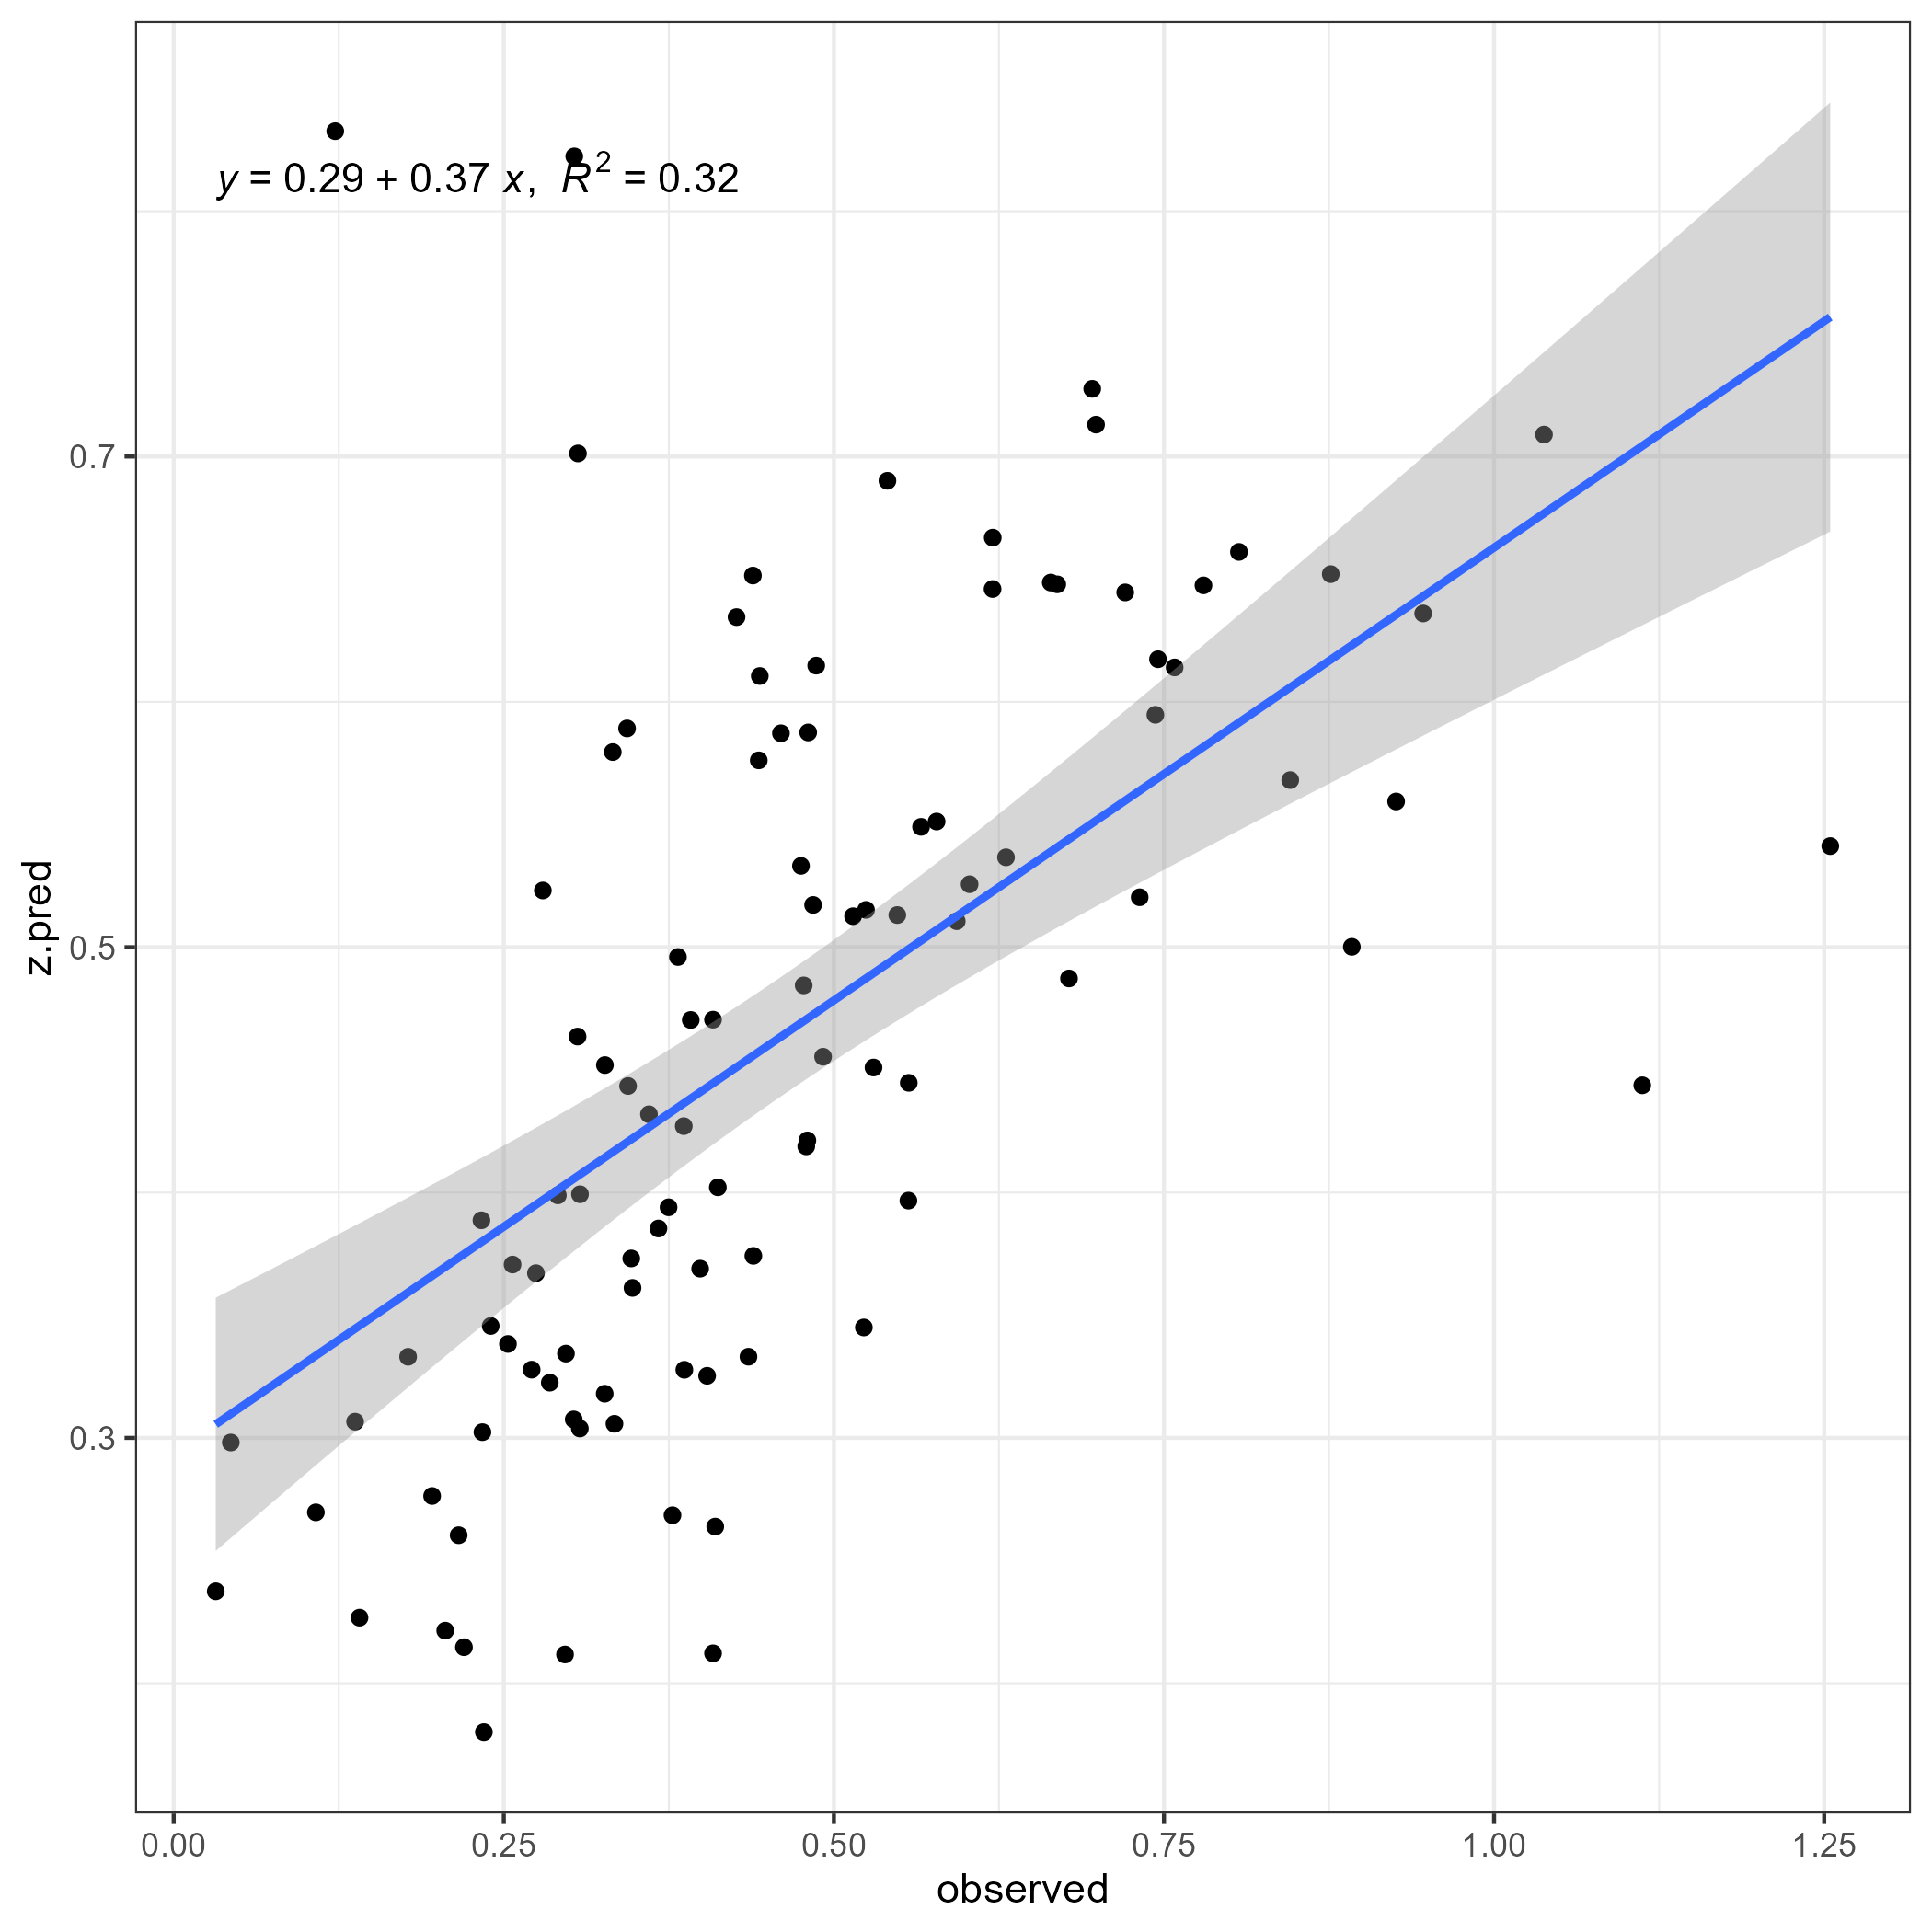 y = 0.29 + 0.37 x,  R² = 0.32
0.7
0.5
0.3
z.pred
0.00 0.25 0.50 0.75 1.00 1.25
observed